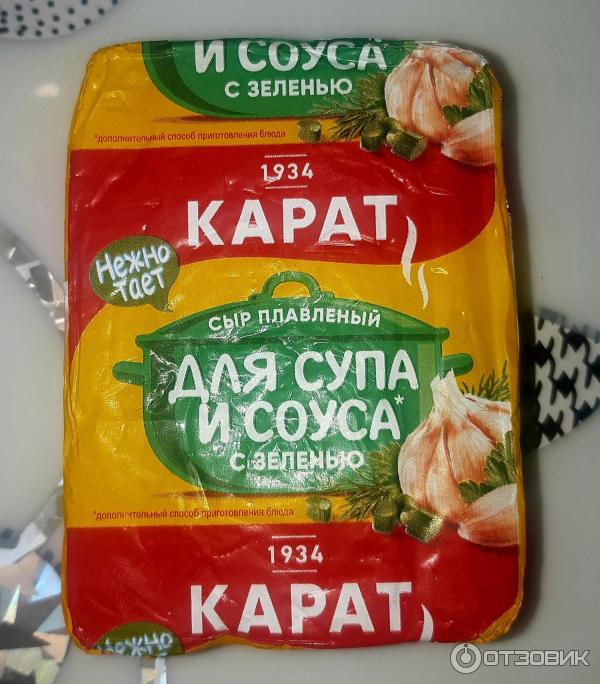 И СОУСА
С ЗЕЛЕНЬЮ
*дополнительный способ приготовления блюда
1934
КАРАТ
Нежно
тает
СЫР ПЛАВЛЕНЫЙ
ДЛЯ СУПА
И СОУСА*
С ЗЕЛЕНЬЮ
*дополнительный способ приготовления блюда
1934
КАРАТ
Нежно
ОТЗОВИК